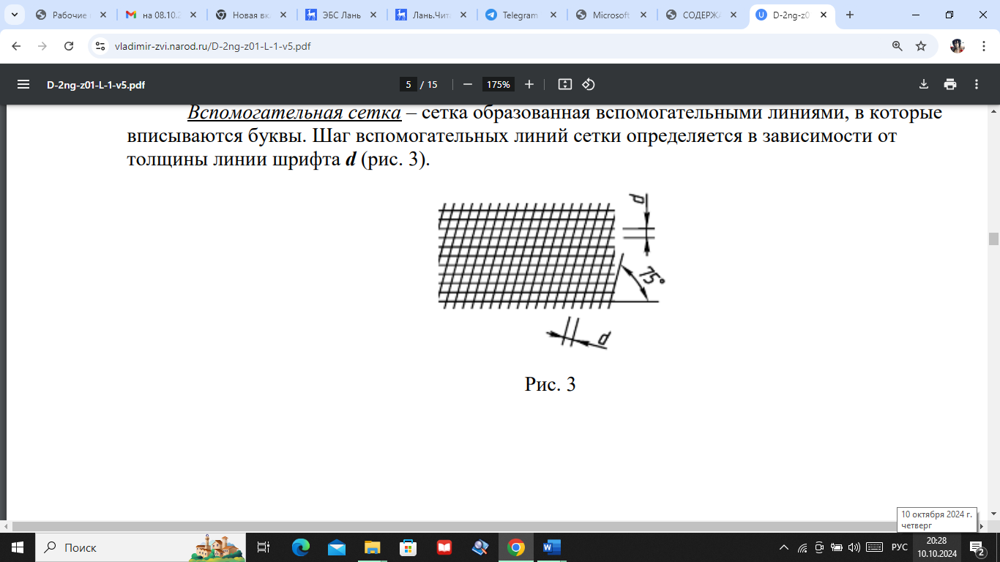 Рабочие
на 08.10.2
Новая вк
ЭБС Лань
Лань.Чит
Telegram
Microsoft
СОДЕРЖ
D-2ng-z0
vladimir-zvi.narod.ru/D-2ng-z01-L-1-v5.pdf
D-2ng-z01-L-1-v5.pdf
5 / 15
175%
Вспомогательная сетка – сетка образованная вспомогательными линиями, в которые
вписываются буквы. Шаг вспомогательных линий сетки определяется в зависимости от
толщины линии шрифта d (рис. 3).
d
75°
d
Рис. 3
10 октября 2024 г.
четверг
Поиск
РУС
20:28
10.10.2024
2